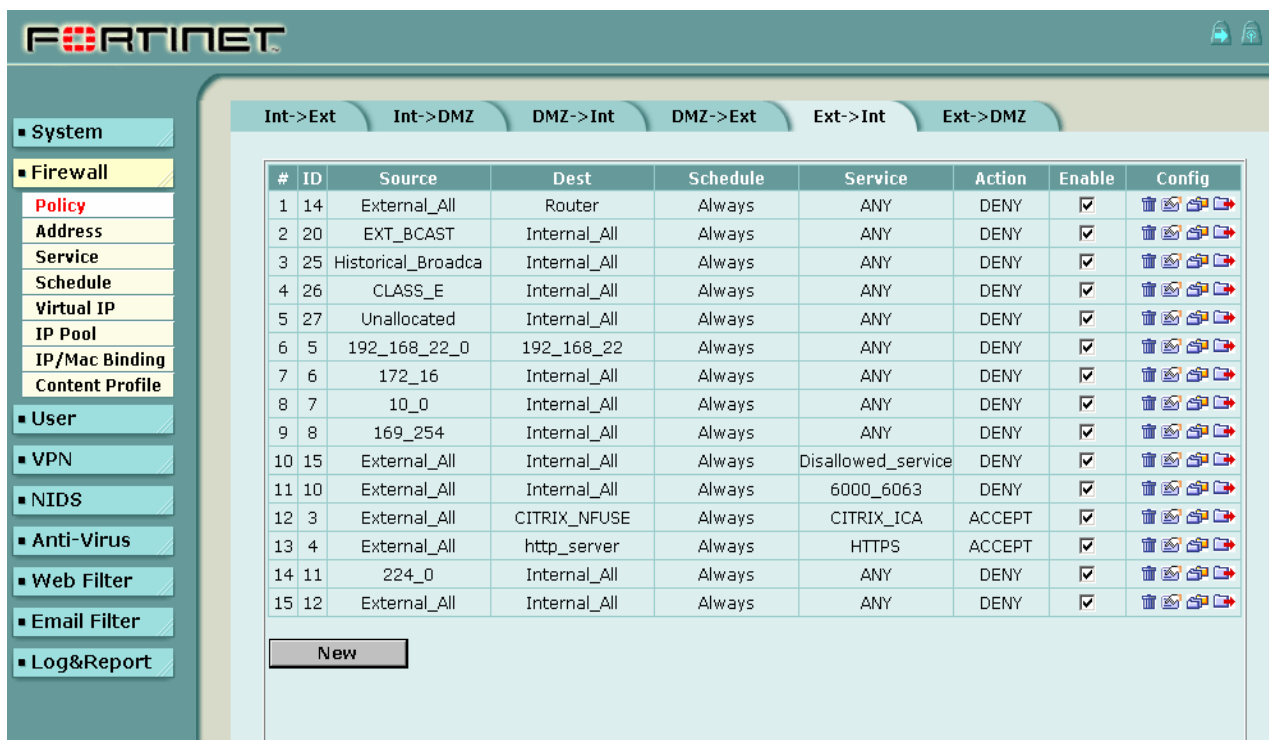 FORTINET
Int->Ext Int->DMZ DMZ->Int DMZ->Ext Ext->Int Ext->DMZ
System
Firewall
Policy
Address
Service
Schedule
Virtual IP
IP Pool
IP/Mac Binding
Content Profile
User
VPN
NIDS
Anti-Virus
Web Filter
Email Filter
Log&Report
# ID Source Dest Schedule Service Action Enable Config
1 14 External_All Router Always ANY DENY
2 20 EXT_BCAST Internal_All Always ANY DENY
3 25 Historical_Broadca Internal_All Always ANY DENY
4 26 CLASS_E Internal_All Always ANY DENY
5 27 Unallocated Internal_All Always ANY DENY
6 5 192_168_22_0 192_168_22 Always ANY DENY
7 6 172_16 Internal_All Always ANY DENY
8 7 10_0 Internal_All Always ANY DENY
9 8 169_254 Internal_All Always ANY DENY
10 15 External_All Internal_All Always Disallowed_service DENY
11 10 External_All Internal_All Always 6000_6063 DENY
12 3 External_All CITRIX_NFUSE Always CITRIX_ICA ACCEPT
13 4 External_All http_server Always HTTPS ACCEPT
14 11 224_0 Internal_All Always ANY DENY
15 12 External_All Internal_All Always ANY DENY
New